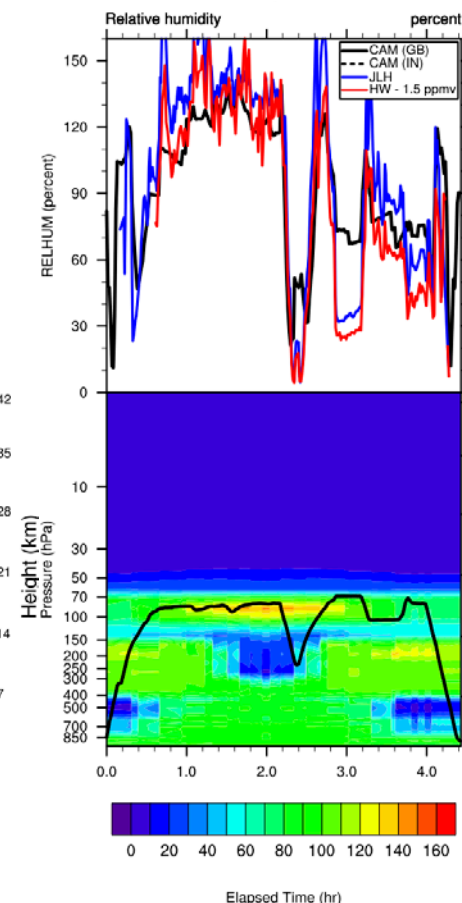 Relative humidity percent
CAM (GB)
CAM (IN)
JLH
HW - 1.5 ppmv
RELHUM (percent)
150
120
90
60
30
0
42
35
28
21
14
7
Height (km)
Pressure (hPa)
10
30
50
70
100
150
200
250
300
400
500
700
850
0.0 1.0 2.0 3.0 4.0
0 20 40 60 80 100 120 140 160
Elapsed Time (hr)